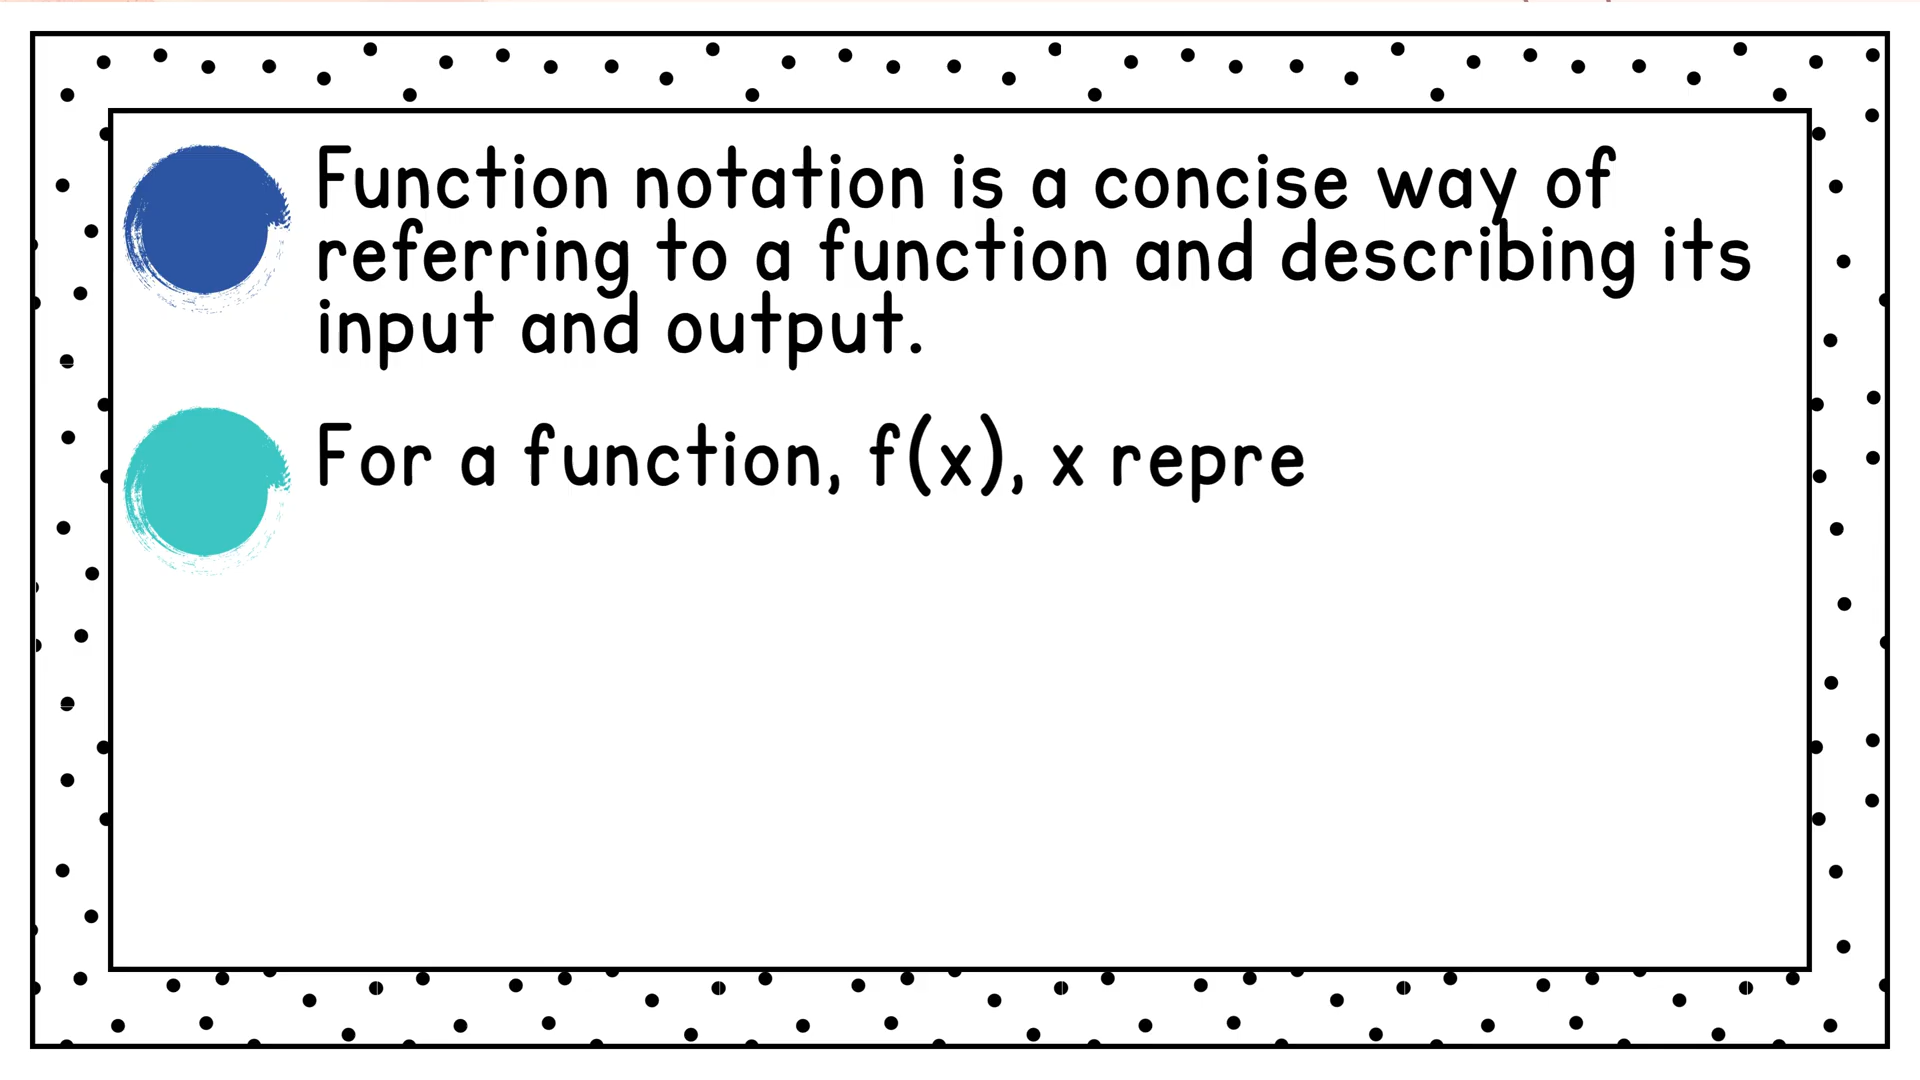 Function notation is a concise way of
referring to a function and describing its
input and output.
For a function, f(x), x repre